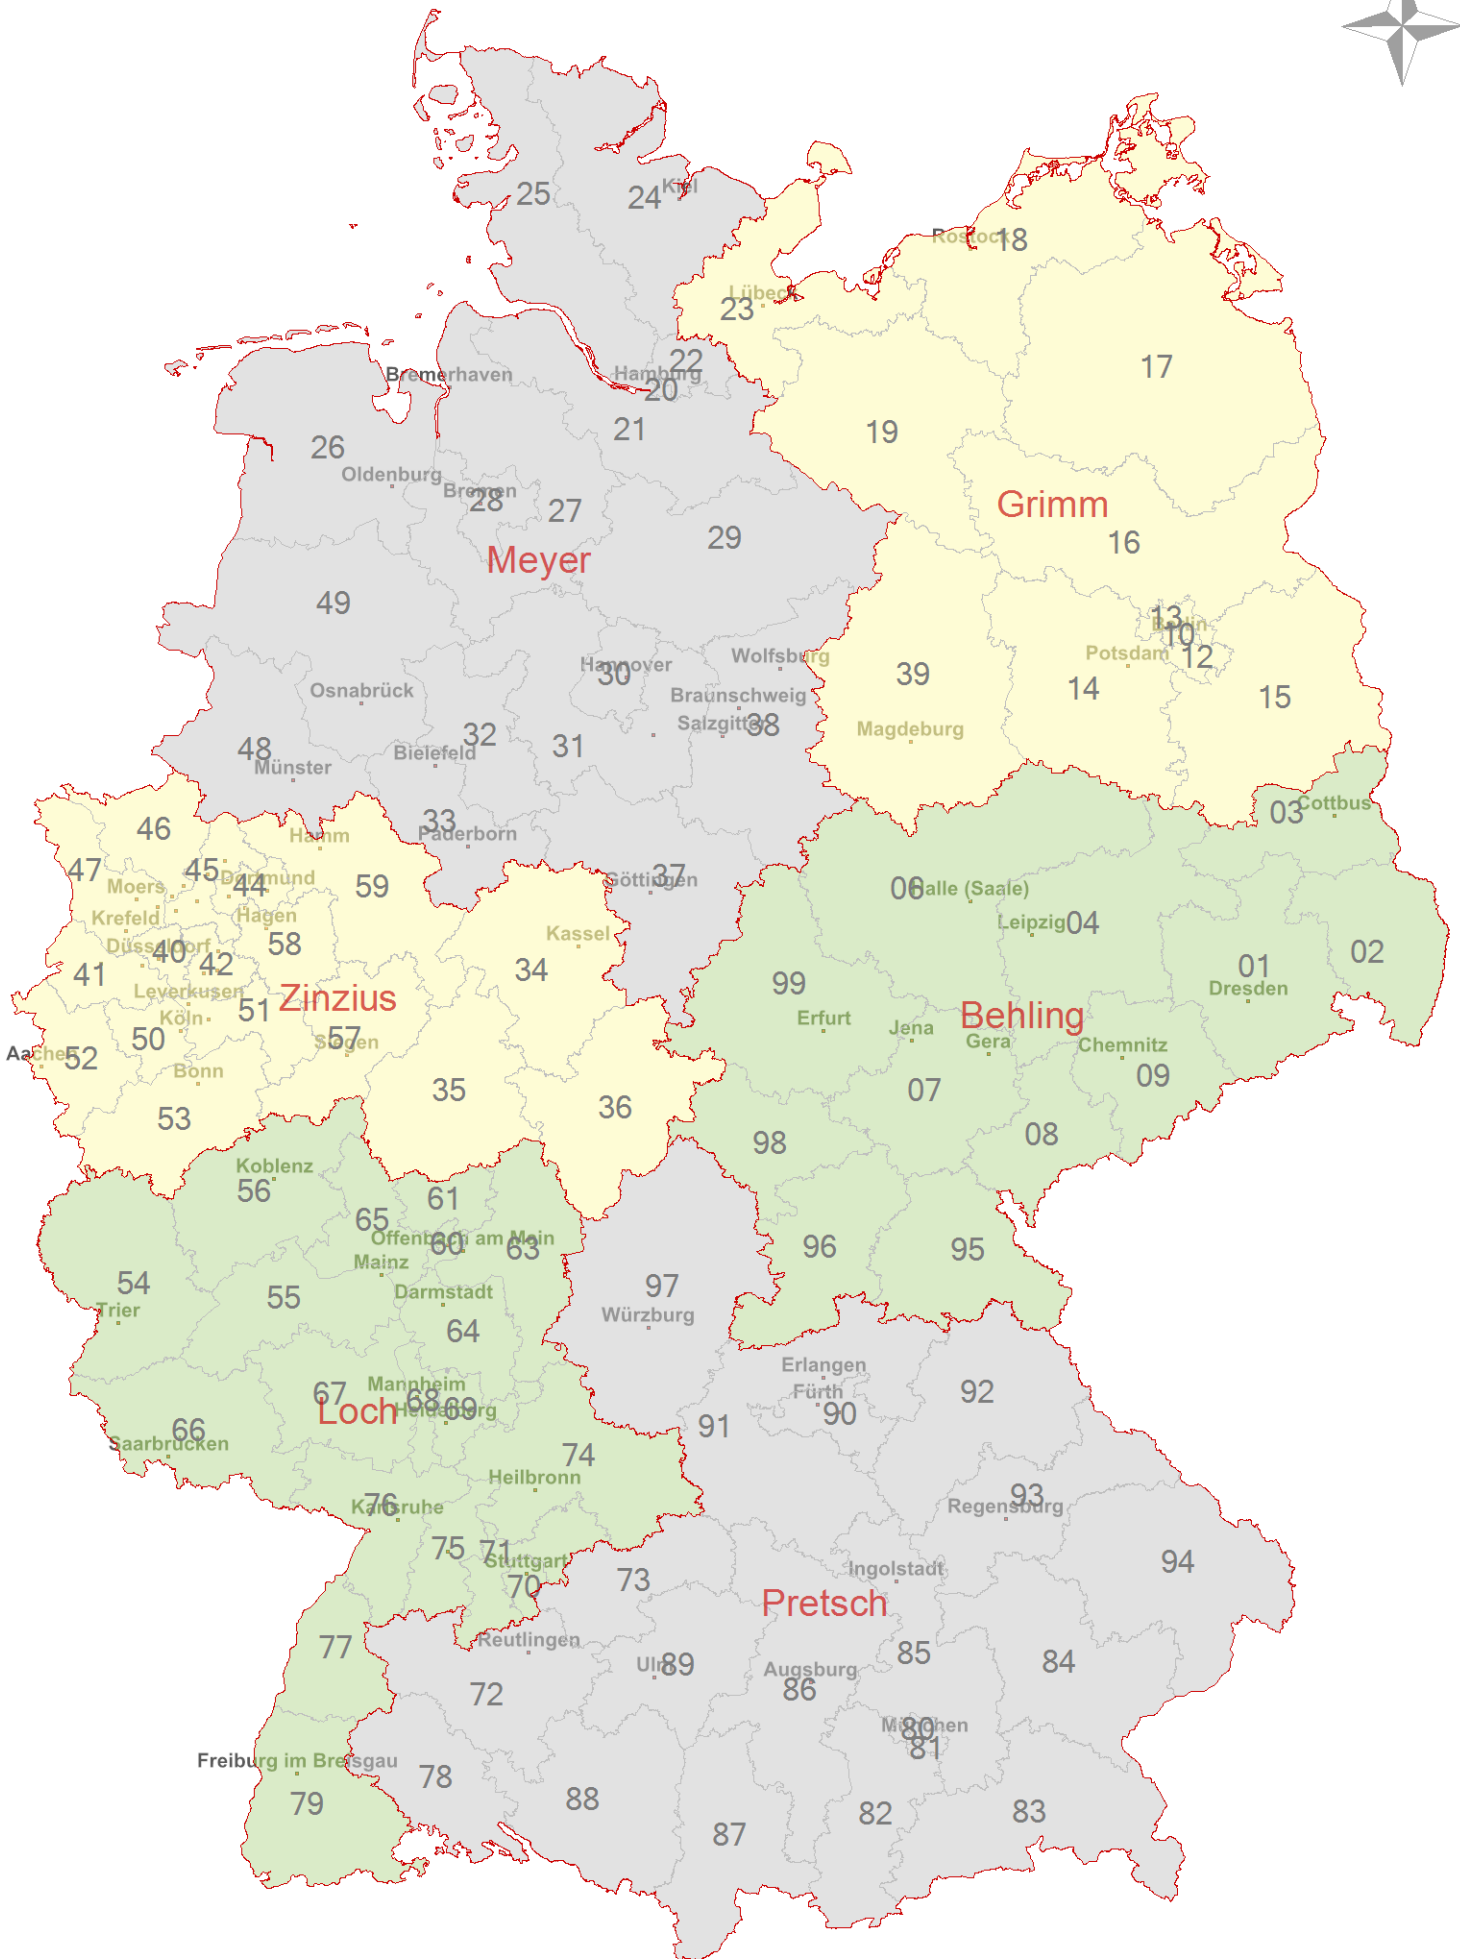 25
24
Kiel
Rostock
18
Lübeck
23
17
22
Hamburg
20
Bremerhaven
21
19
26
Oldenburg
Bremen
28
27
Grimm
29
16
Meyer
49
13
Berlin
10
12
Potsdam
Hannover
30
Wolfsburg
39
14
15
Osnabrück
Braunschweig
Salzgitter
38
Magdeburg
32
31
48
Bielefeld
Münster
03
Cottbus
46
33
Paderborn
Hamm
47
45
Dortmund
44
Moers
59
37
Göttingen
06
Halle (Saale)
Krefeld
Hagen
Leipzig
04
Düsseldorf
40
58
Kassel
42
41
34
02
01
Leverkusen
Zinzius
99
Dresden
51
Köln
Erfurt
Behling
50
57
Siegen
Jena
Gera
Chemnitz
Aachen
52
Bonn
09
35
07
53
36
08
98
Koblenz
56
61
65
Offenbach am Main
60
63
96
95
Mainz
54
55
Darmstadt
97
Trier
Würzburg
64
Erlangen
Mannheim
Fürth
92
67
68
Heidelberg
69
Loch
90
91
66
Saarbrücken
74
Heilbronn
76
Karlsruhe
93
Regensburg
75
71
Stuttgart
94
Ingolstadt
70
73
Pretsch
77
Reutlingen
85
Ulm
89
Augsburg
84
86
72
München
80
81
Freiburg im Breisgau
78
79
88
82
83
87